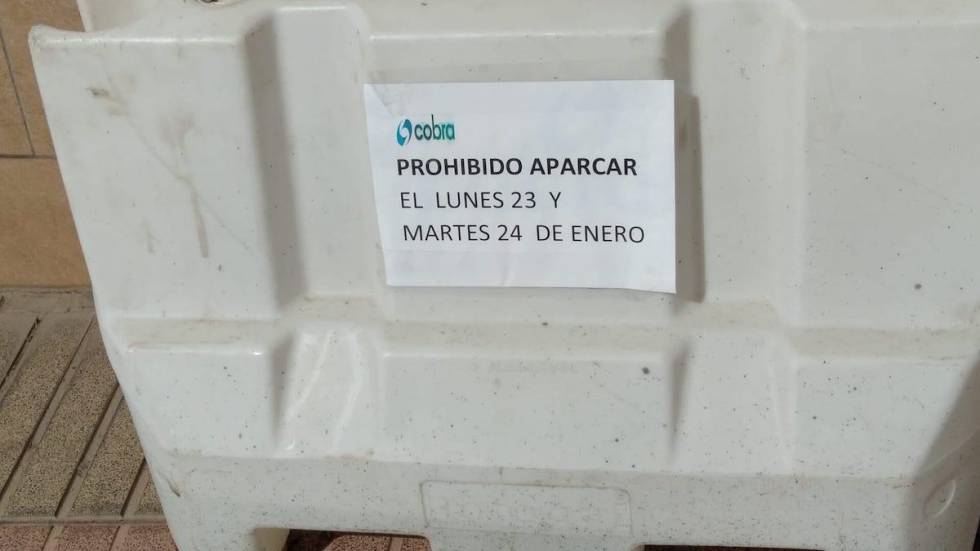 cobra
PROHIBIDO APARCAR
EL LUNES 23 Y
MARTES 24 DE ENERO